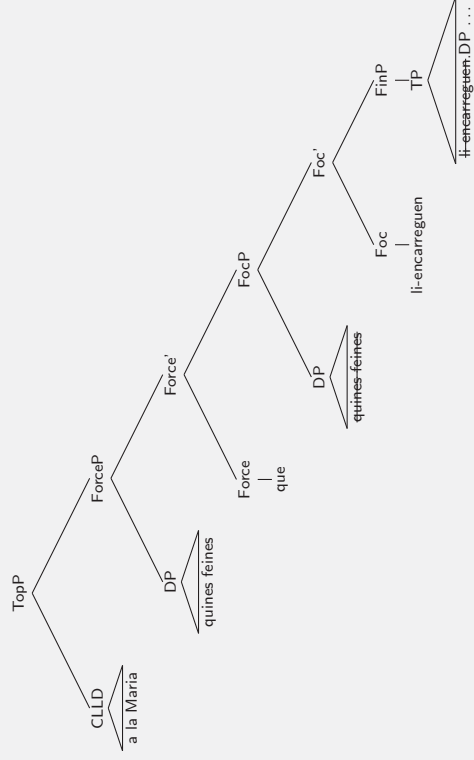 TopP
CLLD
ForceP
a la Maria
DP
Force'
quines feines
Force
FocP
que
DP
Foc'
quines feines
Foc
FinP
li-encarreguen
TP
li encarreguen DP ...